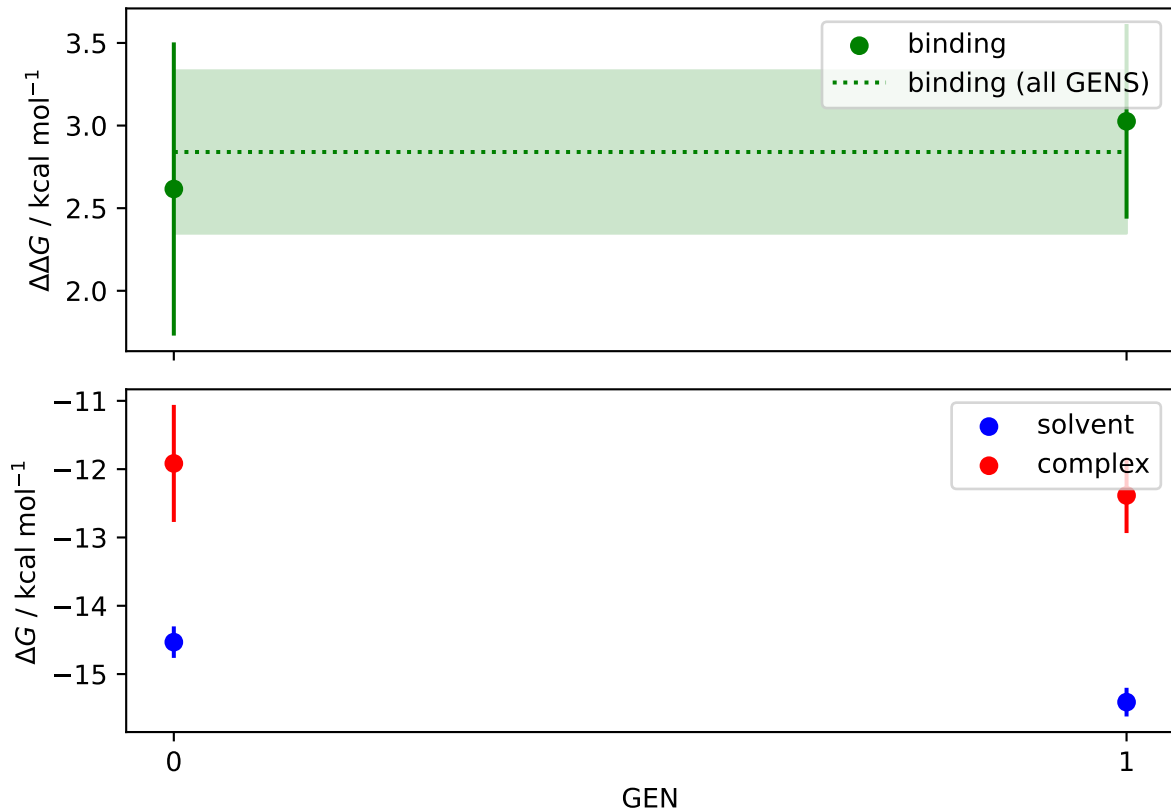 3.5
3.0
2.5
2.0
ΔΔG / kcal mol⁻¹
binding
binding (all GENS)
−11
−12
−13
−14
−15
ΔG / kcal mol⁻¹
solvent
complex
0
1
GEN